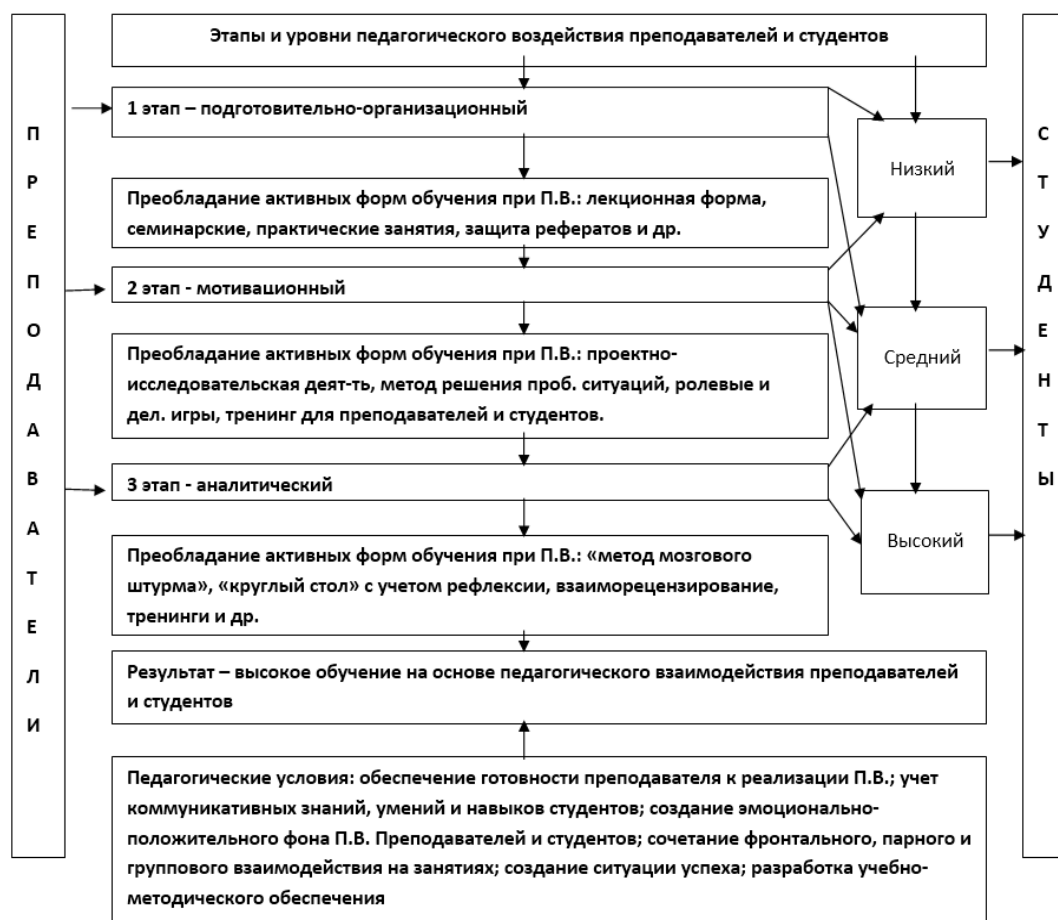 Этапы и уровни педагогического воздействия преподавателей и студентов
ПРЕПОДАВАТЕЛИ
1 этап – подготовительно-организационный
Преобладание активных форм обучения при П.В.: лекционная форма,
семинарские, практические занятия, защита рефератов и др.
2 этап - мотивационный
Преобладание активных форм обучения при П.В.: проектно-
исследовательская деят-ть, метод решения проб. ситуаций, ролевые и
дел. игры, тренинг для преподавателей и студентов.
3 этап - аналитический
Преобладание активных форм обучения при П.В.: «метод мозгового
штурма», «круглый стол» с учетом рефлексии, взаиморецензирование,
тренинги и др.
Результат – высокое обучение на основе педагогического взаимодействия преподавателей
и студентов
Педагогические условия: обеспечение готовности преподавателя к реализации П.В.; учет
коммуникативных знаний, умений и навыков студентов; создание эмоционально-
положительного фона П.В. Преподавателей и студентов; сочетание фронтального, парного и
группового взаимодействия на занятиях; создание ситуации успеха; разработка учебно-
методического обеспечения
Низкий
Средний
Высокий
СТУДЕНТЫ